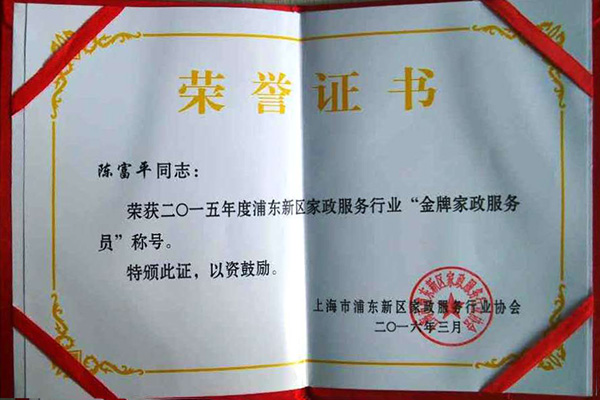 荣誉证书
陈富平同志：
荣获二〇一五年度浦东新区家政服务行业“金牌家政服务
员”称号。
特颁此证，以资鼓励。
上海市浦东新区家政服务行业协会
二〇一六年三月